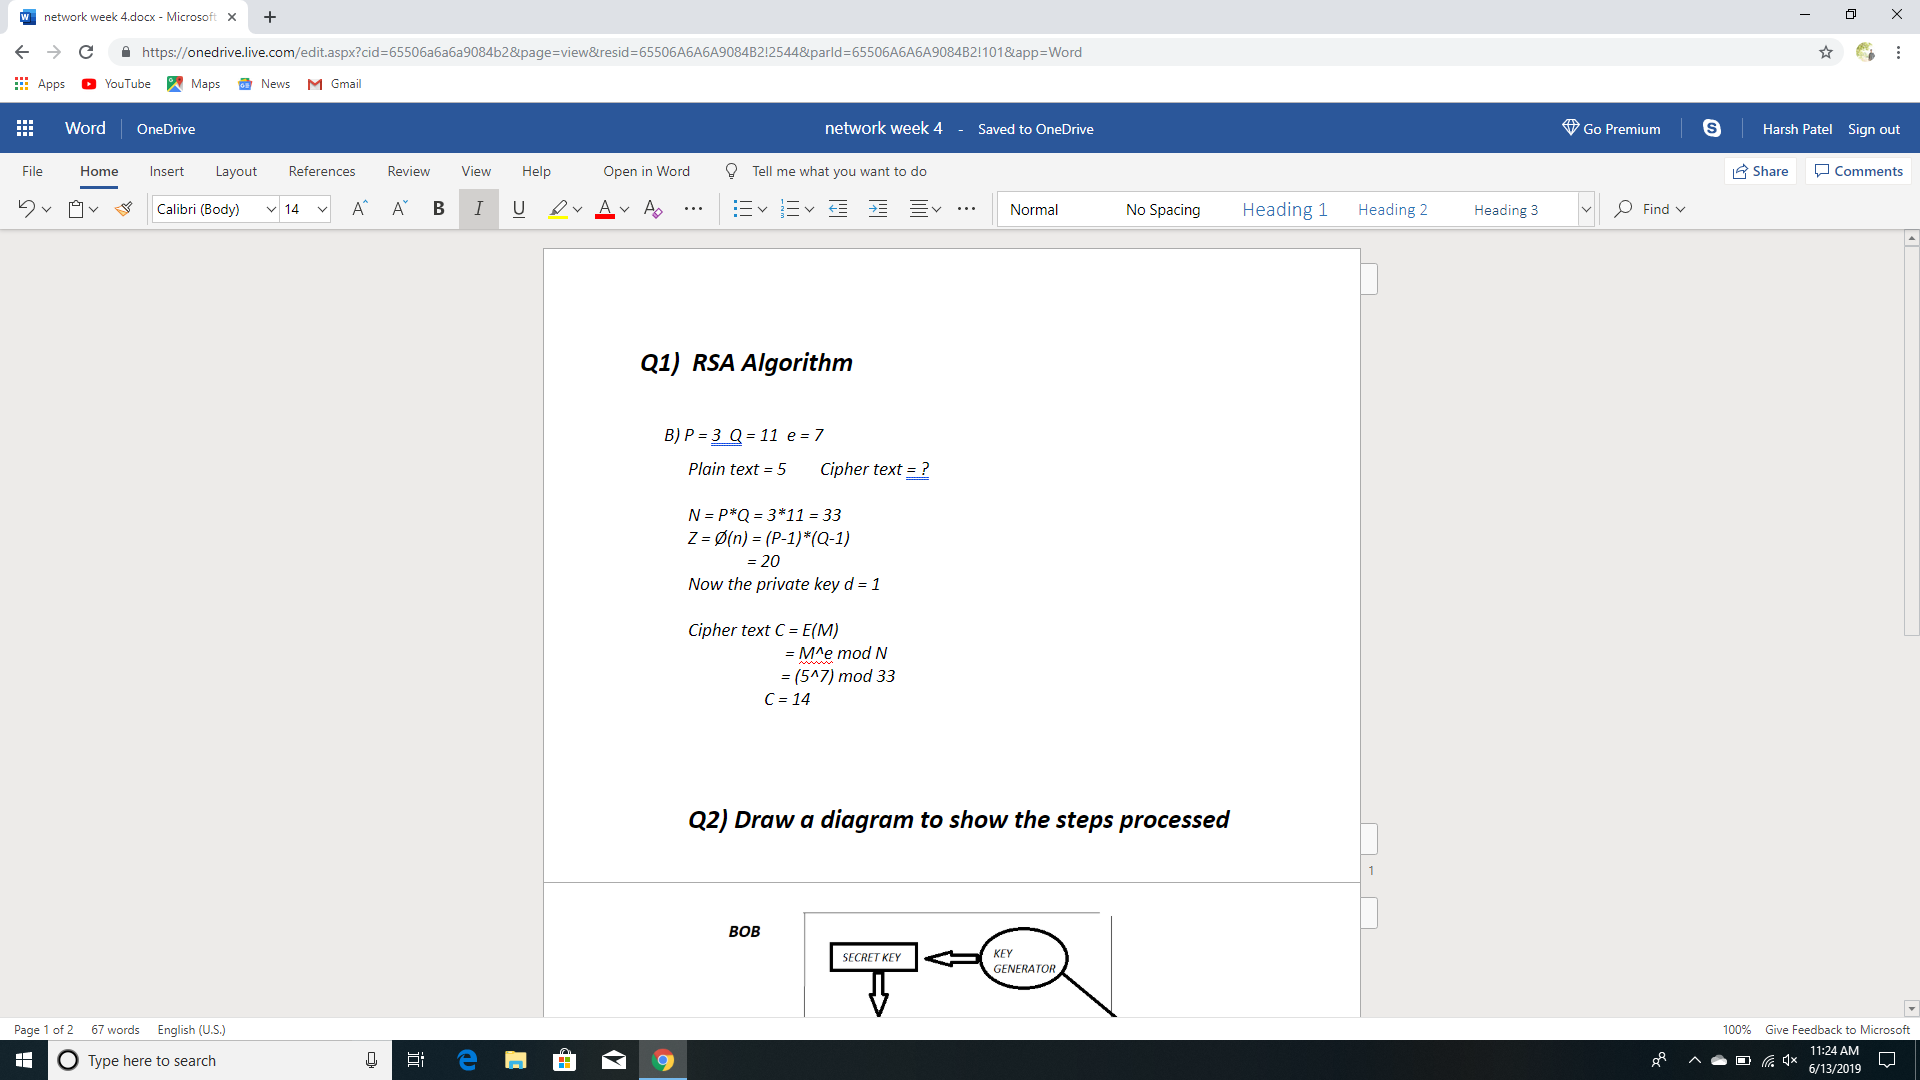 network week 4.docx - Microsoft
https://onedrive.live.com/edit.aspx?cid=65506a6a6a9084b2&page=view&resid=65506A6A6A9084B2!2544&parId=65506A6A6A9084B2!101&app=Word
Apps YouTube Maps News Gmail
Word OneDrive network week 4 - Saved to OneDrive Go Premium Harsh Patel Sign out
File Home Insert Layout References Review View Help Open in Word Tell me what you want to do Share Comments
Calibri (Body) 14 A A B I U A A Normal No Spacing Heading 1 Heading 2 Heading 3 Find
Q1) RSA Algorithm
B) P = 3 Q = 11 e = 7
Plain text = 5 Cipher text = ?
N = P*Q = 3*11 = 33
Z = Ø(n) = (P-1)*(Q-1)
= 20
Now the private key d = 1
Cipher text C = E(M)
= M^e mod N
= (5^7) mod 33
C = 14
Q2) Draw a diagram to show the steps processed
1
BOB
SECRET KEY
KEY
GENERATOR
Page 1 of 2 67 words English (U.S.) 100% Give Feedback to Microsoft
Type here to search
11:24 AM
6/13/2019